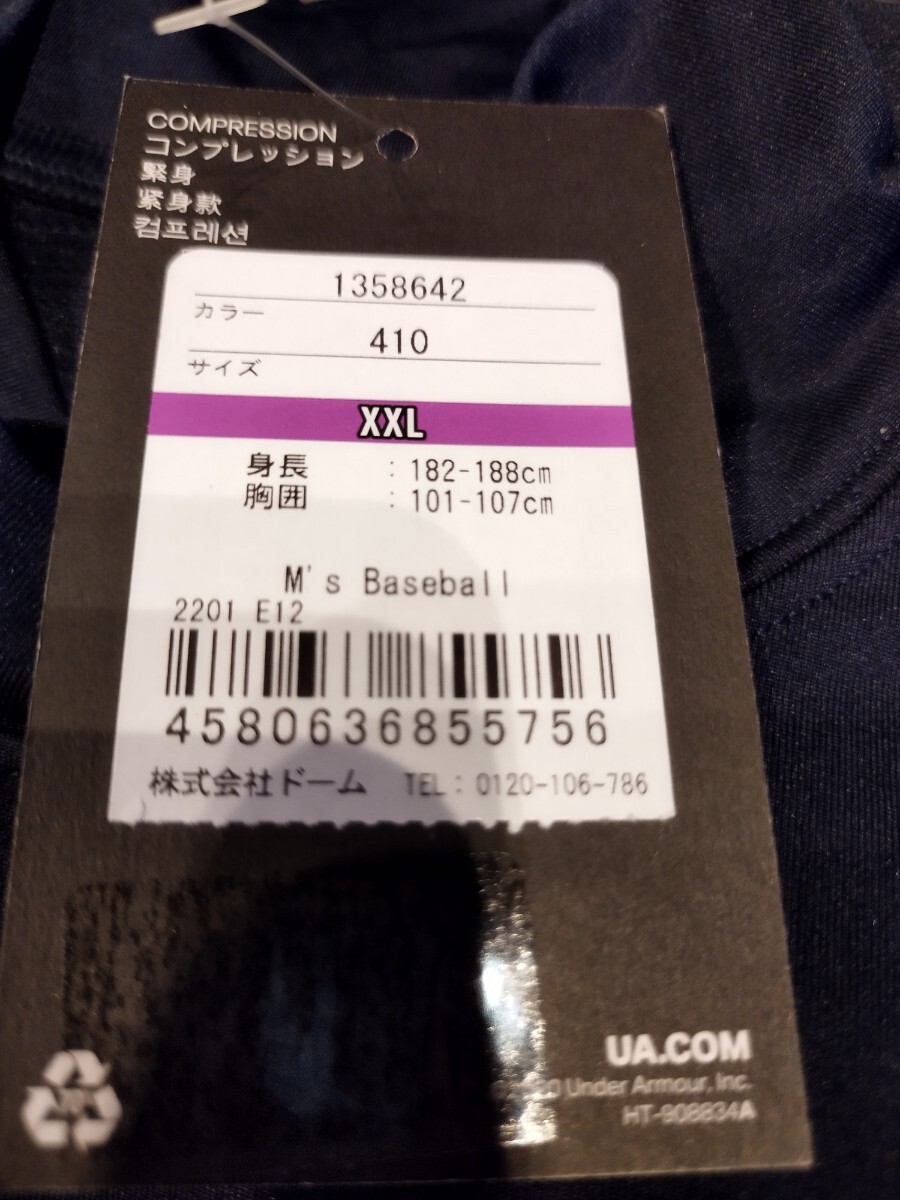 COMPRESSION
コンプレッション
緊身
紧身款
컴프레션
1358642
カラー
410
サイズ
XXL
身長 : 182-188cm
胸囲 : 101-107cm
M's Baseball
2201 E12
4580636855756
株式会社ドーム TEL : 0120-106-786
UA.COM
Under Armour, Inc.
HT-908834A